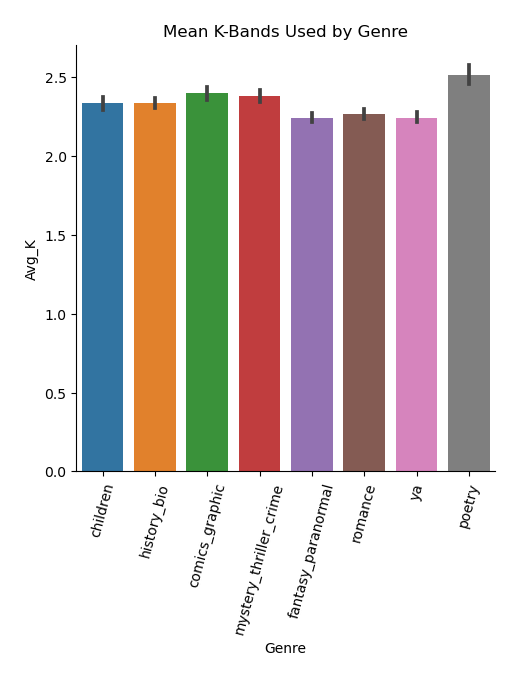 Mean K-Bands Used by Genre
Avg_K
2.5
2.0
1.5
1.0
0.5
0.0
children
history_bio
comics_graphic
mystery_thriller_crime
fantasy_paranormal
romance
ya
poetry
Genre